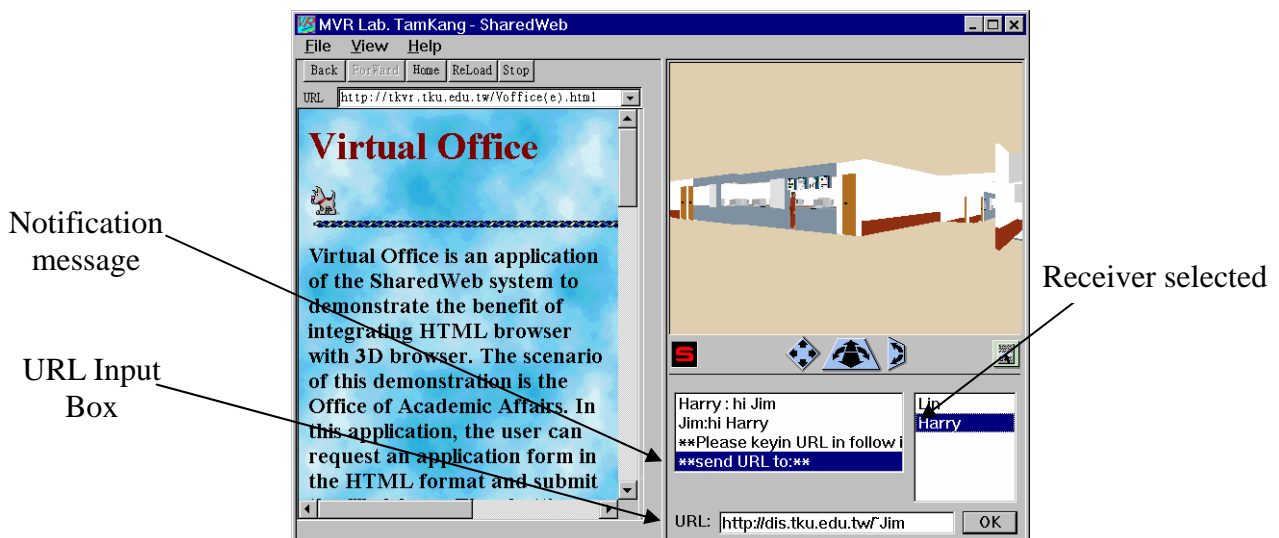 MVR Lab. TamKang - SharedWeb
File View Help
Back ForWard Home ReLoad Stop
URL http://tkvr.tku.edu.tw/Voffice(e).html
Virtual Office
Virtual Office is an application
of the SharedWeb system to
demonstrate the benefit of
integrating HTML browser
with 3D browser. The scenario
of this demonstration is the
Office of Academic Affairs. In
this application, the user can
request an application form in
the HTML format and submit
Notification
message
URL Input
Box
Receiver selected
S
Harry : hi Jim
Jim:hi Harry
**Please keyin URL in follow i
**send URL to:**
Lin
Harry
URL: http://dis.tku.edu.tw/~Jim OK